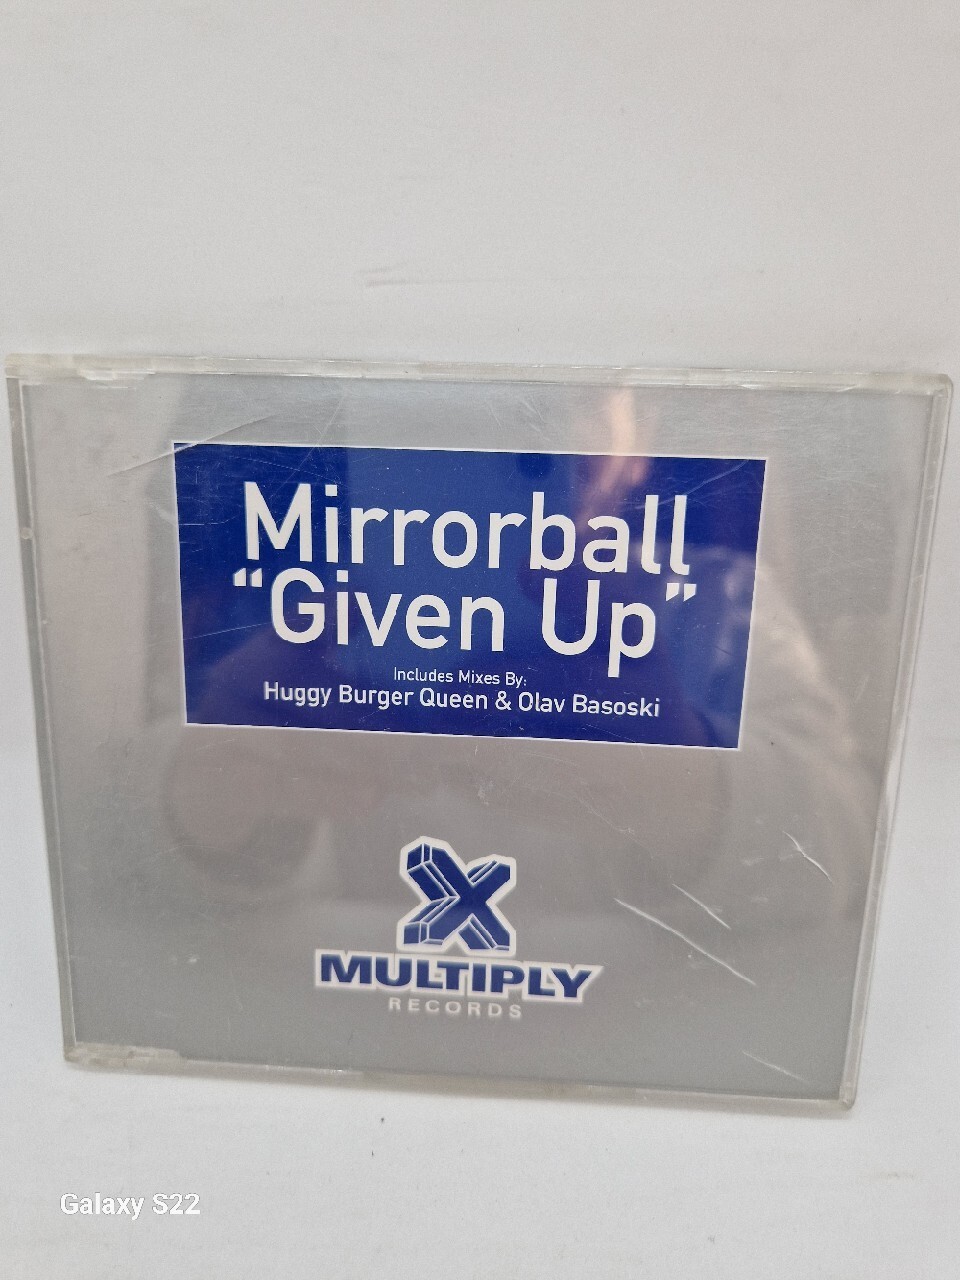 Mirrorball
“Given Up”
Includes Mixes By:
Huggy Burger Queen & Olav Basoski
MULTIPLY
RECORDS
Galaxy S22